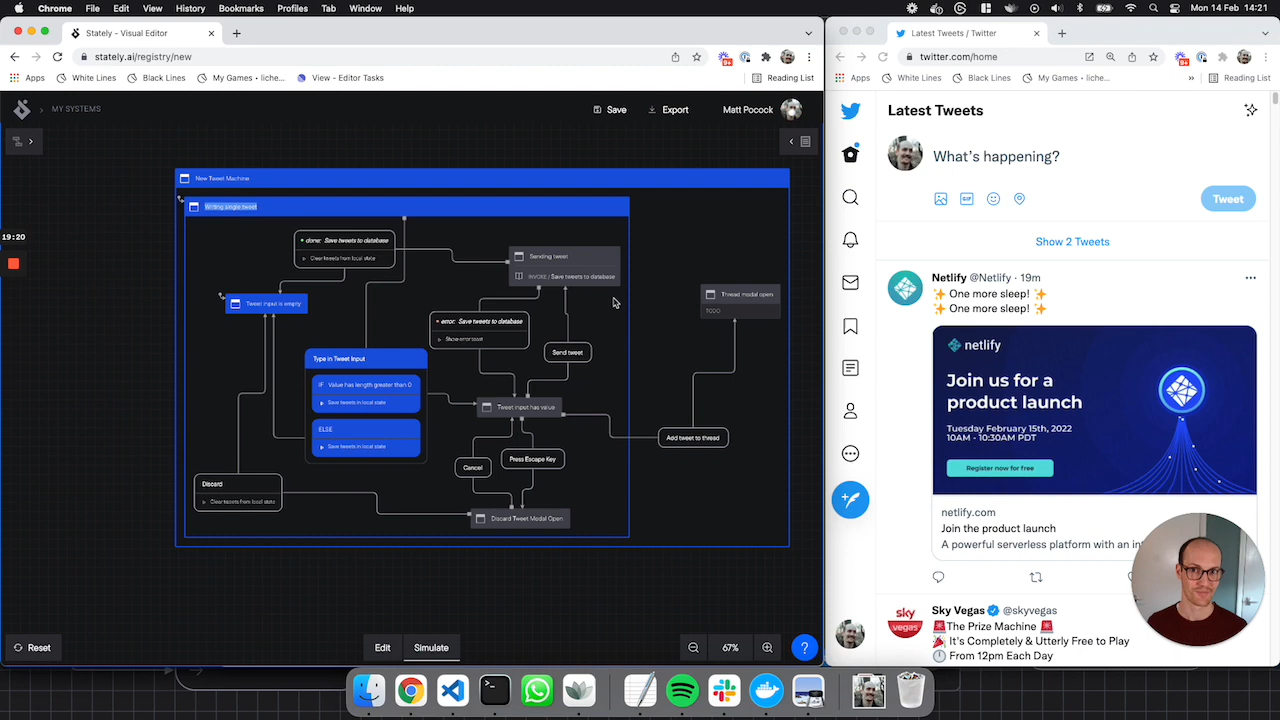 Chrome File Edit View History Bookmarks Profiles Tab Window Help
Mon 14 Feb 14:21
Stately - Visual Editor
stately.ai/registry/new
Apps White Lines Black Lines My Games • liche... View - Editor Tasks
Reading List
MY SYSTEMS
Save
Export
Matt Pocock
New Tweet Machine
Writing single tweet
done: Save tweets to database
Clear tweets from local state
Sending tweet
INVOKE / Save tweets to database
Tweet input is empty
Thread modal open
TODO
error: Save tweets to database
Show error toast
Send tweet
Type in Tweet Input
IF Value has length greater than 0
Save tweets in local state
ELSE
Save tweets in local state
Tweet input has value
Add tweet to thread
Cancel
Press Escape Key
Discard
Clear tweets from local state
Discard Tweet Modal Open
19:20
Reset
Edit
Simulate
67%
?
Latest Tweets / Twitter
twitter.com/home
Apps White Lines Black Lines My Games • liche... »
Reading List
Latest Tweets
What's happening?
GIF
Tweet
Show 2 Tweets
Netlify @Netlify · 19m
✨ One more sleep! ✨
✨ One more sleep! ✨
netlify
Join us for a
product launch
Tuesday February 15th, 2022
10AM - 10:30AM PDT
Register now for free
netlify.com
Join the product launch
A powerful serverless platform with an int
sky
vegas
Sky Vegas @skyvegas
🚨The Prize Machine 🚨
🎉It's Completely & Utterly Free to Play
🕛 From 12pm Each Day